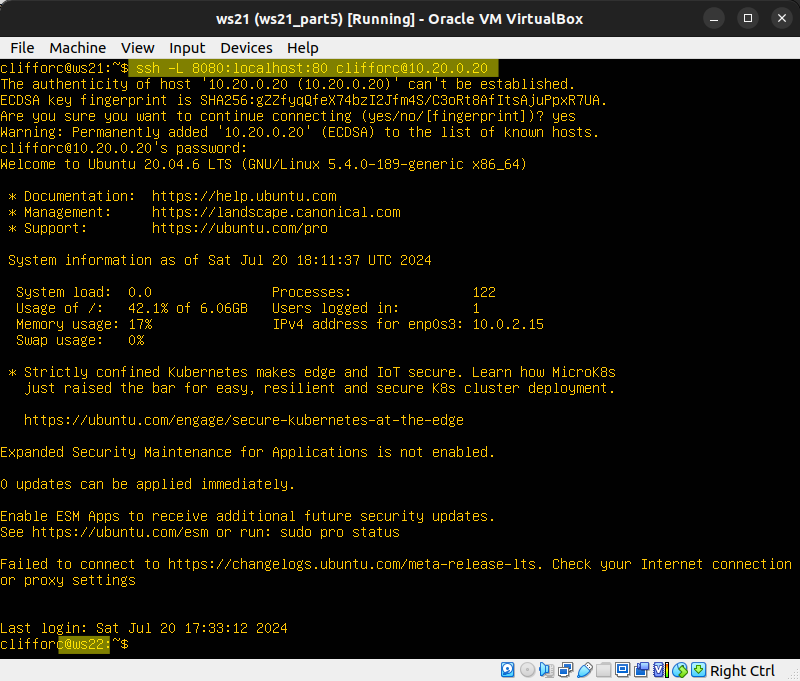 ws21 (ws21_part5) [Running] - Oracle VM VirtualBox
File Machine View Input Devices Help
clifforc@ws21:~$ ssh -L 8080:localhost:80 clifforc@10.20.0.20
The authenticity of host '10.20.0.20 (10.20.0.20)' can't be established.
ECDSA key fingerprint is SHA256:gZZfyqQfeX74bzI2Jfm4S/C3oRt8AfItsAjuPpxR7UA.
Are you sure you want to continue connecting (yes/no/[fingerprint])? yes
Warning: Permanently added '10.20.0.20' (ECDSA) to the list of known hosts.
clifforc@10.20.0.20's password:
Welcome to Ubuntu 20.04.6 LTS (GNU/Linux 5.4.0-189-generic x86_64)
* Documentation: https://help.ubuntu.com
* Management: https://landscape.canonical.com
* Support: https://ubuntu.com/pro
System information as of Sat Jul 20 18:11:37 UTC 2024
System load: 0.0 Processes: 122
Usage of /: 42.1% of 6.06GB Users logged in: 1
Memory usage: 17% IPv4 address for enp0s3: 10.0.2.15
Swap usage: 0%
* Strictly confined Kubernetes makes edge and IoT secure. Learn how MicroK8s
just raised the bar for easy, resilient and secure K8s cluster deployment.
https://ubuntu.com/engage/secure-kubernetes-at-the-edge
Expanded Security Maintenance for Applications is not enabled.
0 updates can be applied immediately.
Enable ESM Apps to receive additional future security updates.
See https://ubuntu.com/esm or run: sudo pro status
Failed to connect to https://changelogs.ubuntu.com/meta-release-lts. Check your Internet connection
or proxy settings
Last login: Sat Jul 20 17:33:12 2024
clifforc@ws22:~$
Right Ctrl